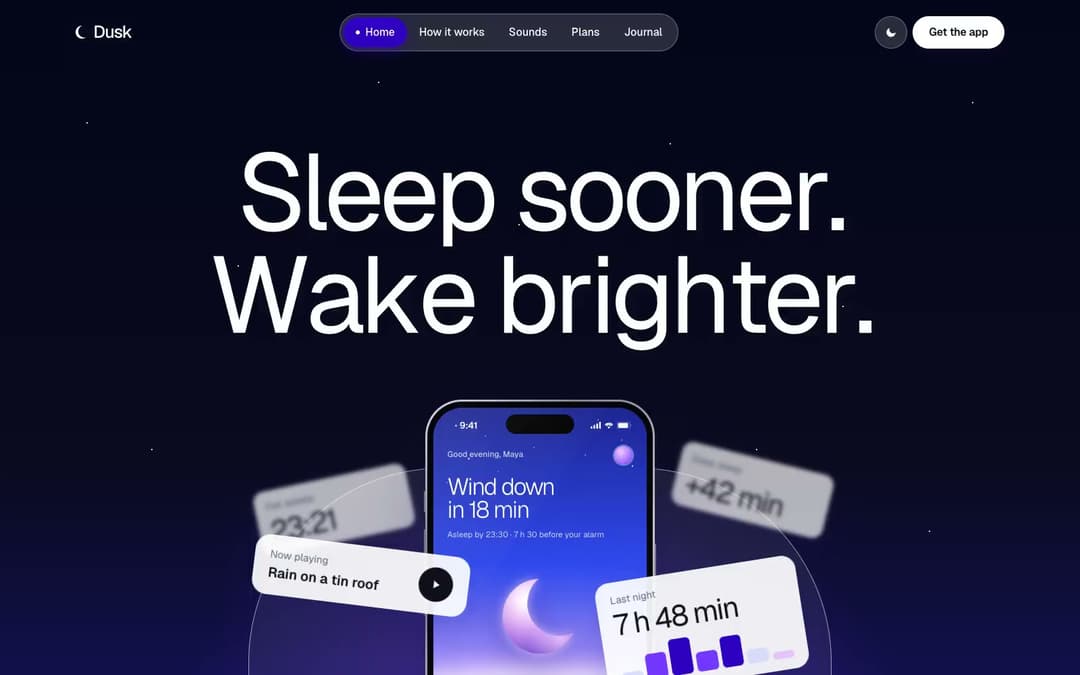 Dusk
Home
How it works
Sounds
Plans
Journal
Get the app
Sleep sooner.
Wake brighter.
9:41
Good evening, Maya
Wind down
in 18 min
Asleep by 23:30 · 7 h 30 before your alarm
23:21
+42 min
Now playing
Rain on a tin roof
Last night
7 h 48 min